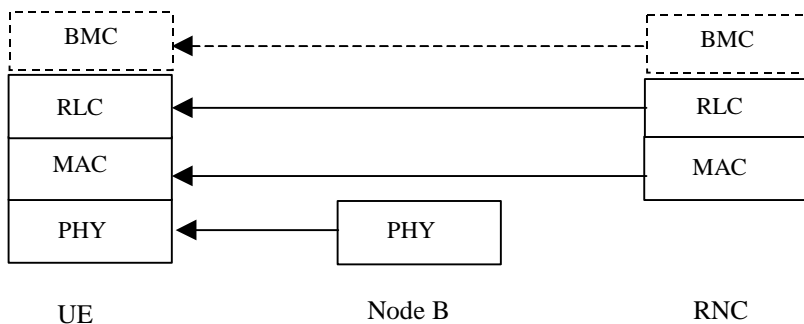 BMC BMC
RLC RLC
MAC MAC
PHY PHY
UE Node B RNC